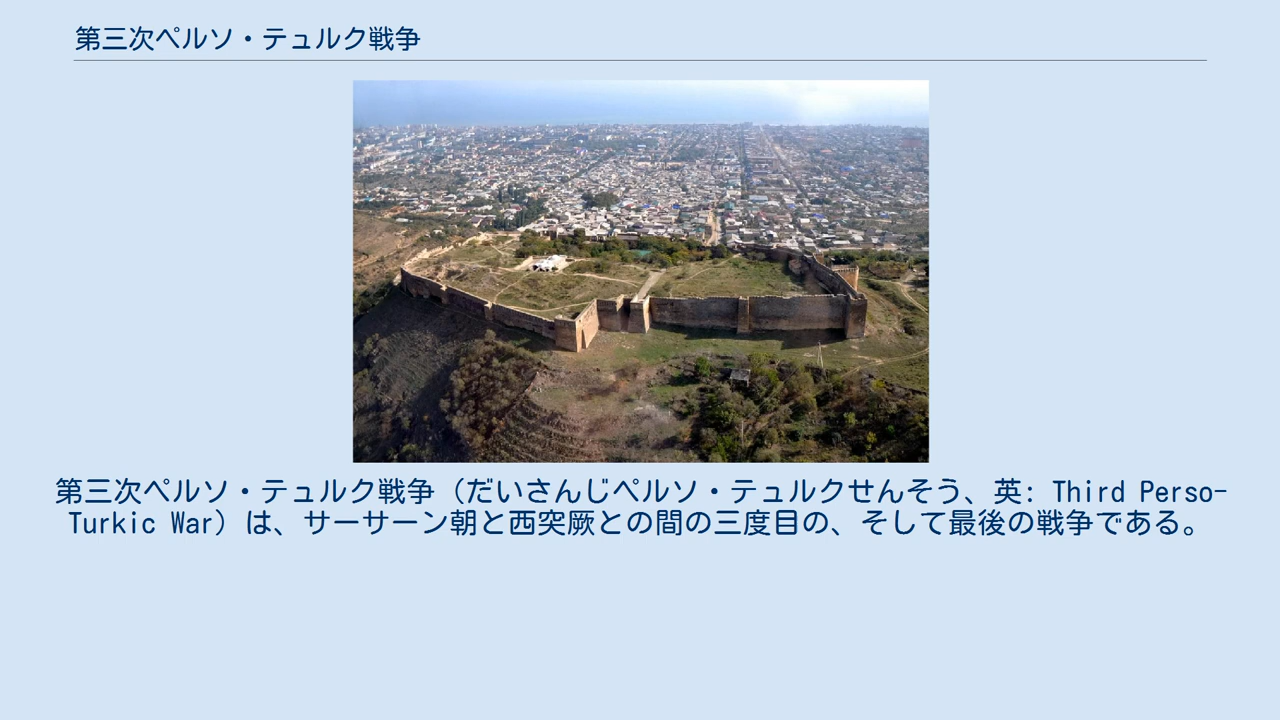 第三次ペルソ・テュルク戦争
第三次ペルソ・テュルク戦争（だいさんじペルソ・テュルクせんそう、英: Third Perso-
Turkic War）は、サーサーン朝と西突厥との間の三度目の、そして最後の戦争である。